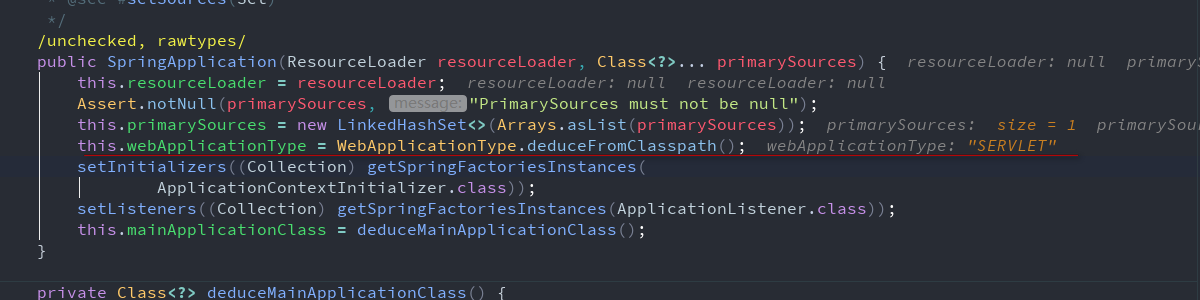 * @see #setSources(Set)
*/
/unchecked, rawtypes/
public SpringApplication(ResourceLoader resourceLoader, Class<?>... primarySources) { resourceLoader: null
this.resourceLoader = resourceLoader; resourceLoader: null resourceLoader: null
Assert.notNull(primarySources, message: "PrimarySources must not be null");
this.primarySources = new LinkedHashSet<>(Arrays.asList(primarySources)); primarySources: size = 1
this.webApplicationType = WebApplicationType.deduceFromClasspath(); webApplicationType: "SERVLET"
setInitializers((Collection) getSpringFactoriesInstances(
ApplicationContextInitializer.class));
setListeners((Collection) getSpringFactoriesInstances(ApplicationListener.class));
this.mainApplicationClass = deduceMainApplicationClass();
}
private Class<?> deduceMainApplicationClass() {